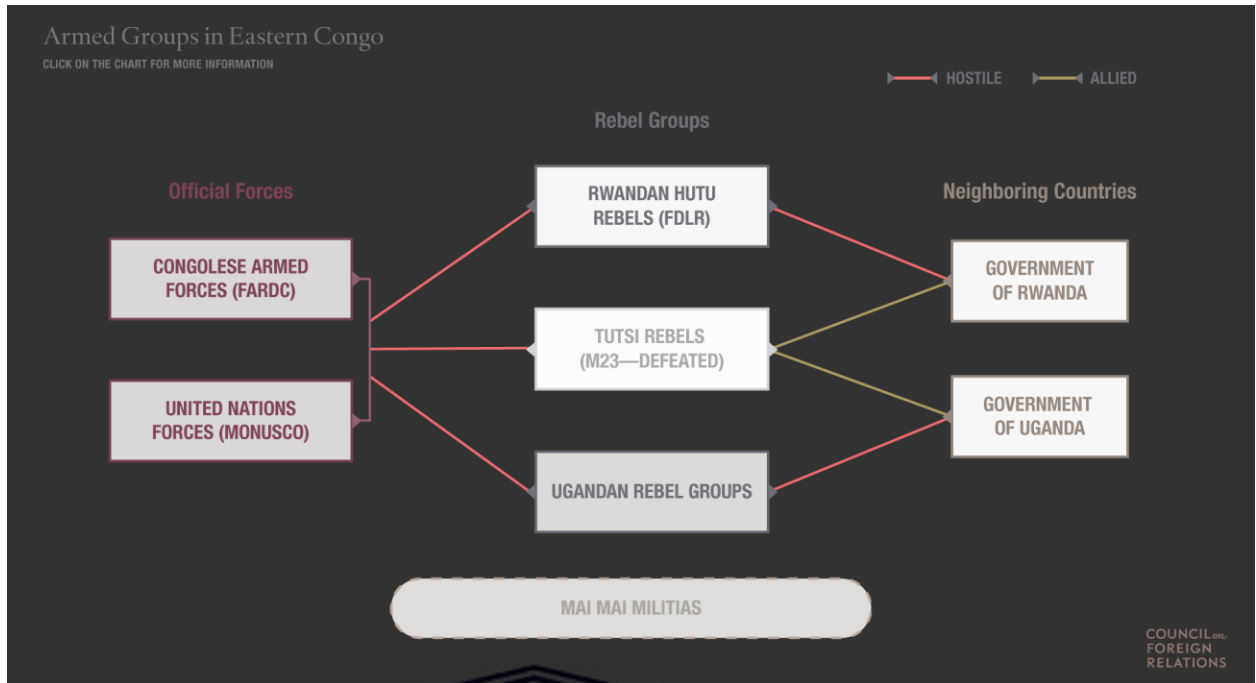 Armed Groups in Eastern Congo
CLICK ON THE CHART FOR MORE INFORMATION
HOSTILE
ALLIED
Rebel Groups
Official Forces
Neighboring Countries
RWANDAN HUTU
REBELS (FDLR)
CONGOLESE ARMED
FORCES (FARDC)
GOVERNMENT
OF RWANDA
TUTSI REBELS
(M23—DEFEATED)
UNITED NATIONS
FORCES (MONUSCO)
GOVERNMENT
OF UGANDA
UGANDAN REBEL GROUPS
MAI MAI MILITIAS
COUNCIL on
FOREIGN
RELATIONS